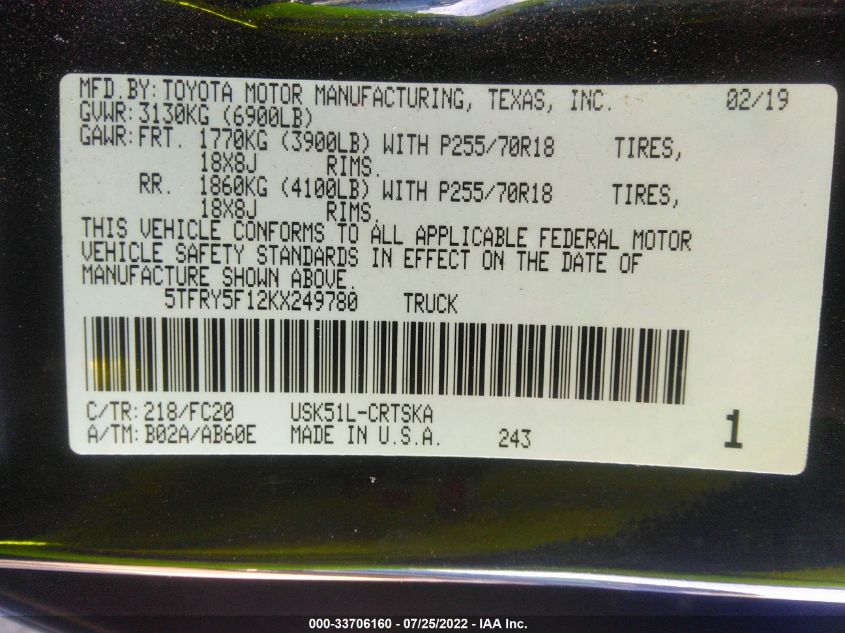 MFD.BY: TOYOTA MOTOR MANUFACTURING, TEXAS, INC. 02/19
GVWR: 3130KG (6900LB)
GAWR: FRT. 1770KG (3900LB) WITH P255/70R18 TIRES,
18X8J RIMS.
RR. 1860KG (4100LB) WITH P255/70R18 TIRES,
18X8J RIMS.
THIS VEHICLE CONFORMS TO ALL APPLICABLE FEDERAL MOTOR
VEHICLE SAFETY STANDARDS IN EFFECT ON THE DATE OF
MANUFACTURE SHOWN ABOVE.
5TFRY5F12KX249780 TRUCK
C/TR: 218/FC20 USK51L-CRTSKA
A/TM: B02A/AB60E MADE IN U.S.A. 243 1
000-33706160 - 07/25/2022 - IAA Inc.